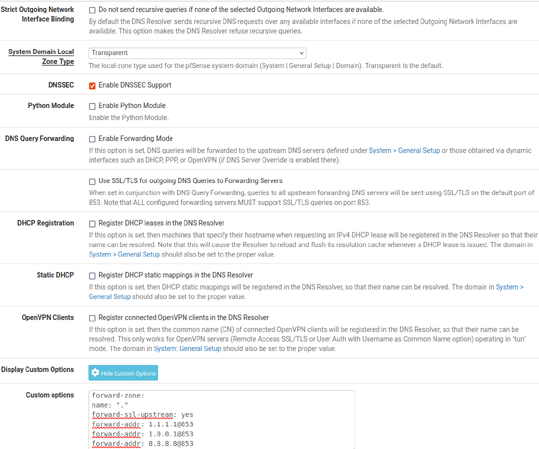 Strict Outgoing Network Interface Binding
Do not send recursive queries if none of the selected Outgoing Network Interfaces are available.
By default the DNS Resolver sends recursive DNS requests over any available interfaces if none of the selected Outgoing Network Interfaces are
available. This option makes the DNS Resolver refuse recursive queries.
System Domain Local Zone Type
Transparent
The local-zone type used for the pfSense system domain (System | General Setup | Domain). Transparent is the default.
DNSSEC
Enable DNSSEC Support
Python Module
Enable Python Module
Enable the Python Module.
DNS Query Forwarding
Enable Forwarding Mode
If this option is set, DNS queries will be forwarded to the upstream DNS servers defined under System > General Setup or those obtained via dynamic
interfaces such as DHCP, PPP, or OpenVPN (if DNS Server Override is enabled there).
Use SSL/TLS for outgoing DNS Queries to Forwarding Servers
When set in conjunction with DNS Query Forwarding, queries to all upstream forwarding DNS servers will be sent using SSL/TLS on the default port of
853. Note that ALL configured forwarding servers MUST support SSL/TLS queries on port 853.
DHCP Registration
Register DHCP leases in the DNS Resolver
If this option is set, then machines that specify their hostname when requesting an IPv4 DHCP lease will be registered in the DNS Resolver so that their
name can be resolved. Note that this will cause the Resolver to reload and flush its resolution cache whenever a DHCP lease is issued. The domain in
System > General Setup should also be set to the proper value.
Static DHCP
Register DHCP static mappings in the DNS Resolver
If this option is set, then DHCP static mappings will be registered in the DNS Resolver, so that their name can be resolved. The domain in System >
General Setup should also be set to the proper value.
OpenVPN Clients
Register connected OpenVPN clients in the DNS Resolver
If this option is set, then the common name (CN) of connected OpenVPN clients will be registered in the DNS Resolver, so that their name can be
resolved. This only works for OpenVPN servers (Remote Access SSL/TLS or User Auth with Username as Common Name option) operating in "tun"
mode. The domain in System: General Setup should also be set to the proper value.
Display Custom Options
Hide Custom Options
Custom options
forward-zone:
name: "."
forward-ssl-upstream: yes
forward-addr: 1.1.1.1@853
forward-addr: 1.0.0.1@853
forward-addr: 8.8.8.8@853